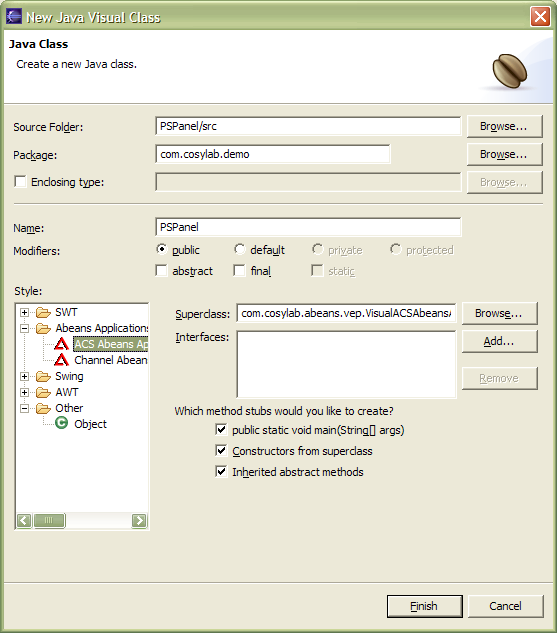 New Java Visual Class
Java Class
Create a new Java class.
Source Folder: PSPanel/src Browse...
Package: com.cosylab.demo Browse...
Enclosing type: Browse...
Name: PSPanel
Modifiers: public default private protected
abstract final static
Style:
SWT
Abeans Applications
ACS Abeans Ap
Channel Abean
Swing
AWT
Other
Object
Superclass: com.cosylab.abeans.vep.VisualACSAbeans Browse...
Interfaces: Add...
Remove
Which method stubs would you like to create?
public static void main(String[] args)
Constructors from superclass
Inherited abstract methods
Finish Cancel